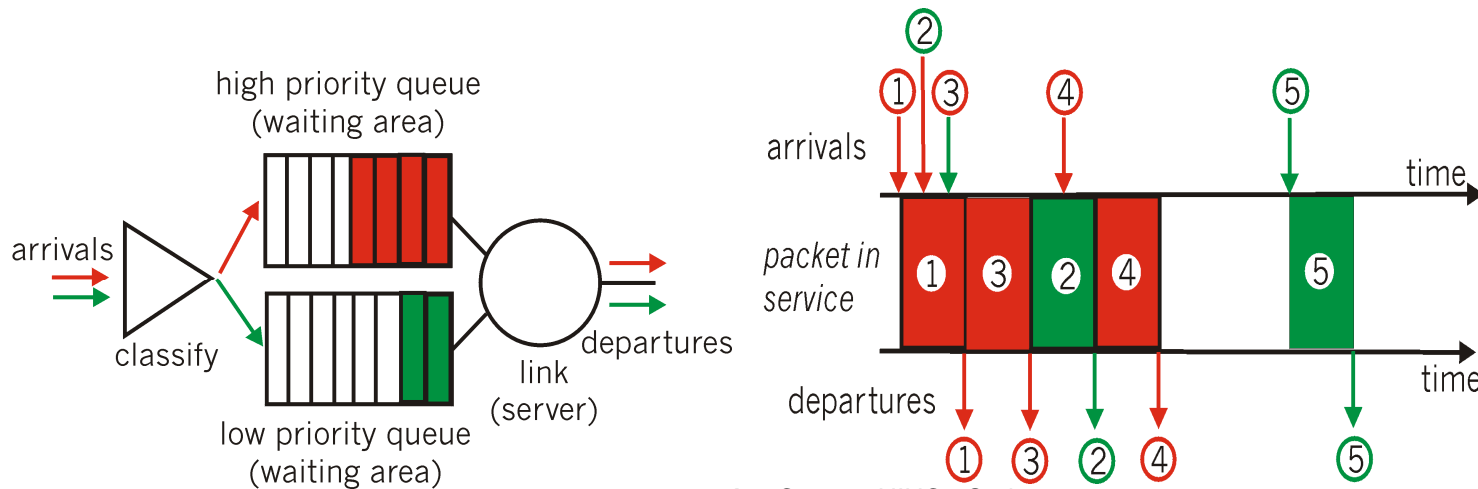 high priority queue
(waiting area)
arrivals
classify
low priority queue
(waiting area)
link
(server)
departures
2
1
3
4
5
arrivals
time
packet in
service
1
3
2
4
5
time
departures
1
3
2
4
5